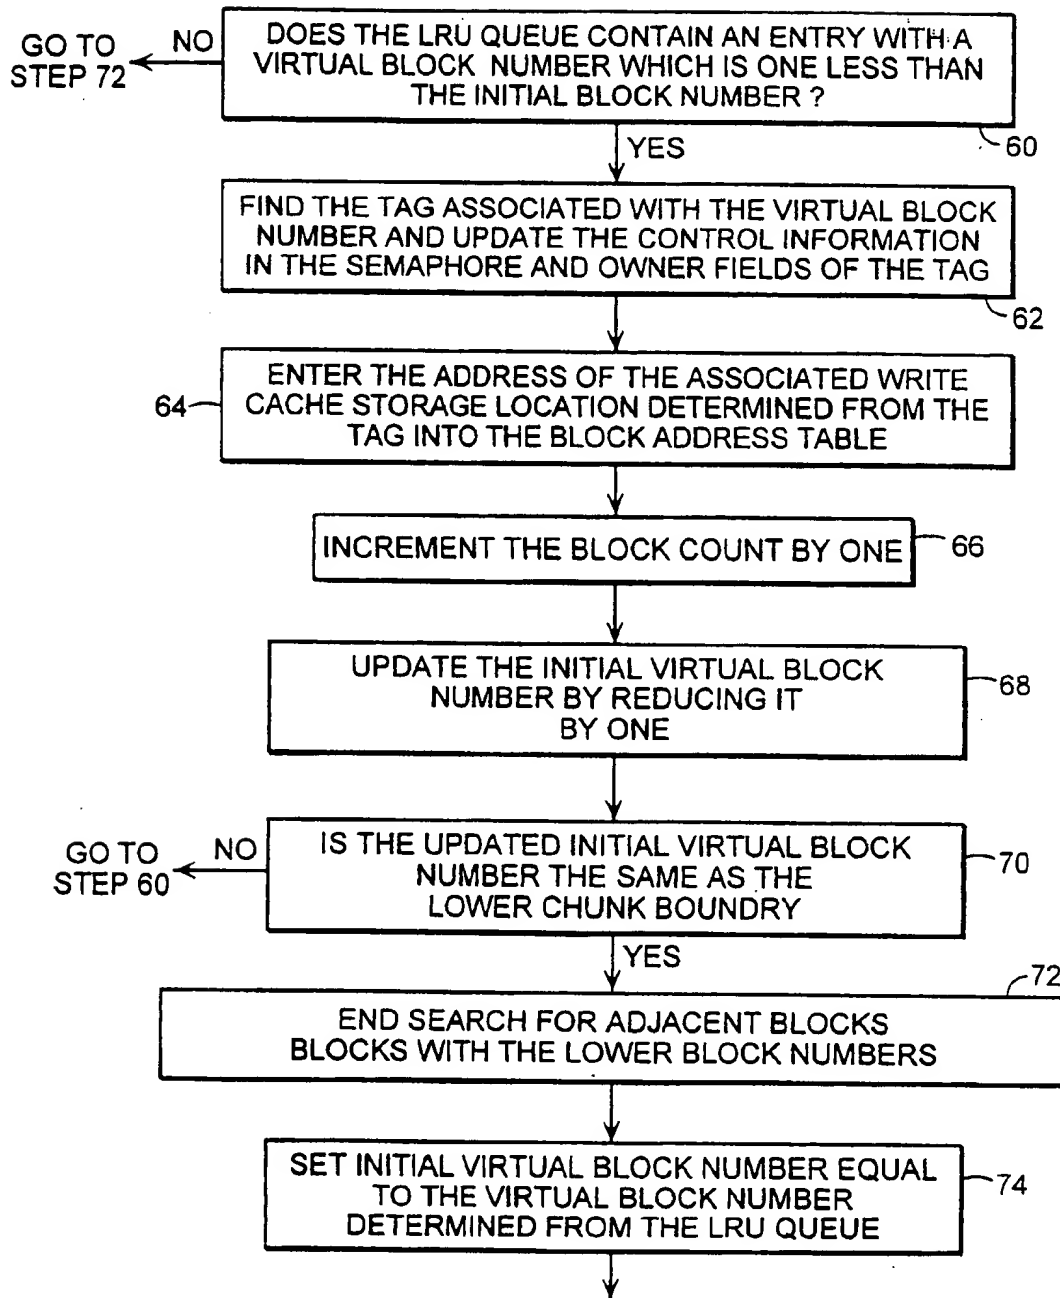 DOES THE LRU QUEUE CONTAIN AN ENTRY WITH A
VIRTUAL BLOCK NUMBER WHICH IS ONE LESS THAN
THE INITIAL BLOCK NUMBER ?
NO
GO TO
STEP 72
60
YES
FIND THE TAG ASSOCIATED WITH THE VIRTUAL BLOCK
NUMBER AND UPDATE THE CONTROL INFORMATION
IN THE SEMAPHORE AND OWNER FIELDS OF THE TAG
62
ENTER THE ADDRESS OF THE ASSOCIATED WRITE
CACHE STORAGE LOCATION DETERMINED FROM THE
TAG INTO THE BLOCK ADDRESS TABLE
64
INCREMENT THE BLOCK COUNT BY ONE
66
UPDATE THE INITIAL VIRTUAL BLOCK
NUMBER BY REDUCING IT
BY ONE
68
IS THE UPDATED INITIAL VIRTUAL BLOCK
NUMBER THE SAME AS THE
LOWER CHUNK BOUNDRY
70
NO
GO TO
STEP 60
YES
72
END SEARCH FOR ADJACENT BLOCKS
BLOCKS WITH THE LOWER BLOCK NUMBERS
SET INITIAL VIRTUAL BLOCK NUMBER EQUAL
TO THE VIRTUAL BLOCK NUMBER
DETERMINED FROM THE LRU QUEUE
74